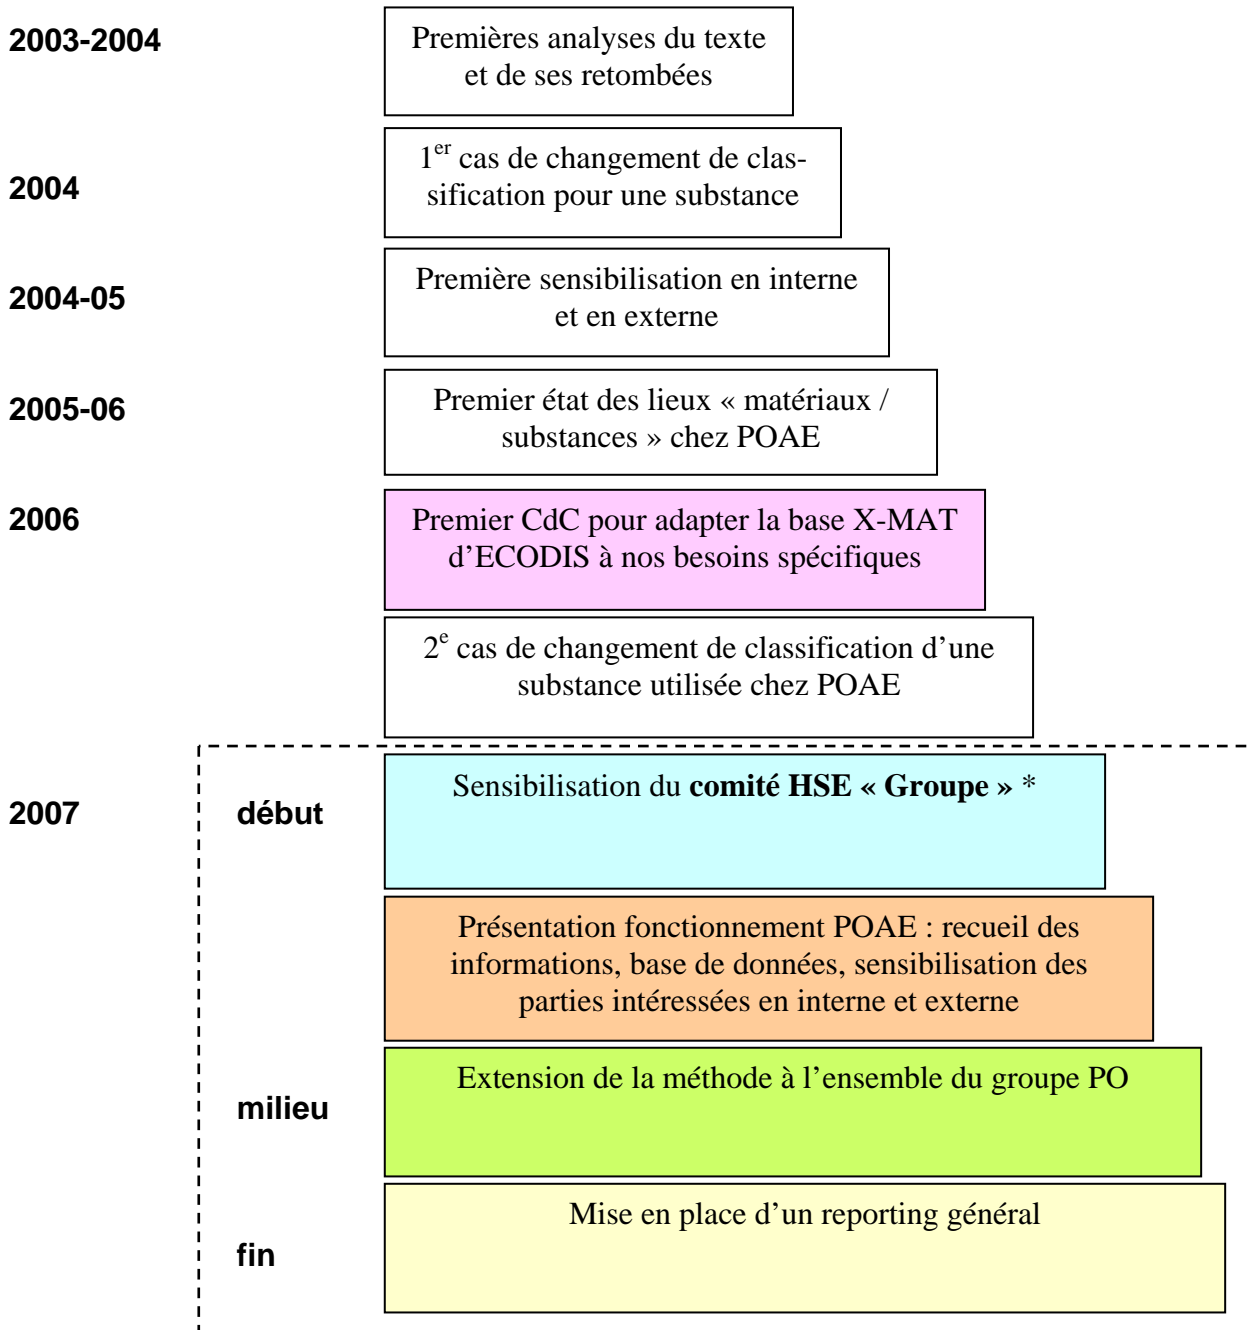 2003-2004
Premières analyses du texte
et de ses retombées
2004
1er cas de changement de clas-
sification pour une substance
2004-05
Première sensibilisation en interne
et en externe
2005-06
Premier état des lieux « matériaux /
substances » chez POAE
2006
Premier CdC pour adapter la base X-MAT
d’ECODIS à nos besoins spécifiques
2e cas de changement de classification d’une
substance utilisée chez POAE
2007
début
Sensibilisation du comité HSE « Groupe » *
Présentation fonctionnement POAE : recueil des
informations, base de données, sensibilisation des
parties intéressées en interne et externe
milieu
Extension de la méthode à l’ensemble du groupe PO
fin
Mise en place d’un reporting général